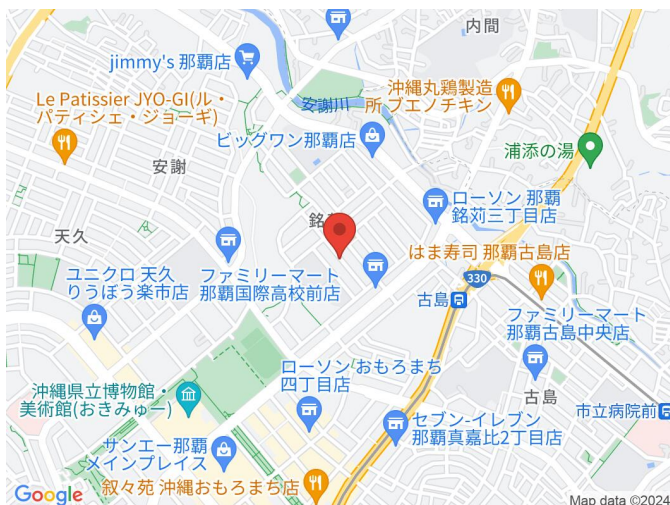 内間
jimmy's 那覇店
沖縄丸鶏製造
所 ブエノチキン
Le Patissier JYO-GI(ル・
パティシェ・ジョーギ)
安謝川
ビッグワン那覇店
浦添の湯
安謝
ローソン 那覇
銘苅三丁目店
銘
天久
はま寿司 那覇古島店
ユニクロ 天久
りうぼう楽市店
ファミリーマート
那覇国際高校前店
330
古島
ファミリーマート
那覇古島中央店
ローソン おもろまち
四丁目店
沖縄県立博物館・
美術館(おきみゅー)
古島
市立病院前
セブン-イレブン
那覇真嘉比2丁目店
サンエー那覇
メインプレイス
叙々苑 沖縄おもろまち店
Google
Map data ©2024